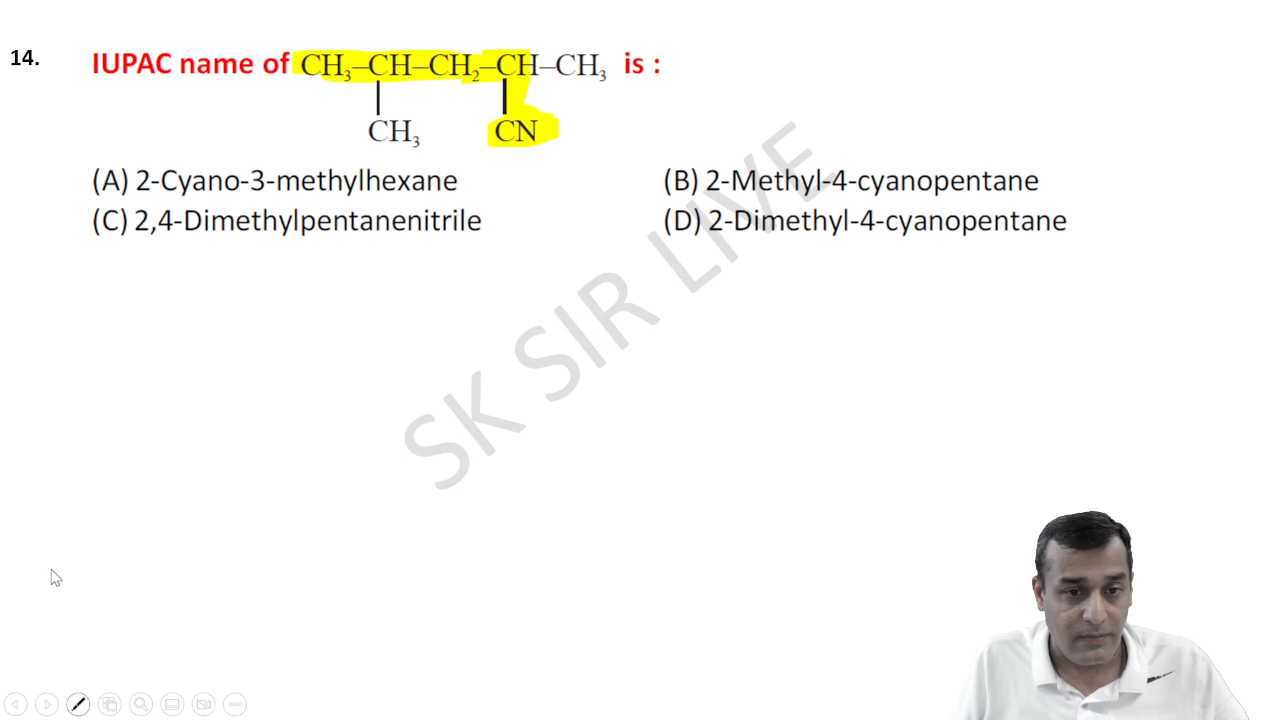 14. IUPAC name of CH₃–CH–CH₂–CH–CH₃ is :
CH₃ CN
(A) 2-Cyano-3-methylhexane (B) 2-Methyl-4-cyanopentane
(C) 2,4-Dimethylpentanenitrile (D) 2-Dimethyl-4-cyanopentane
SK SIR LIVE